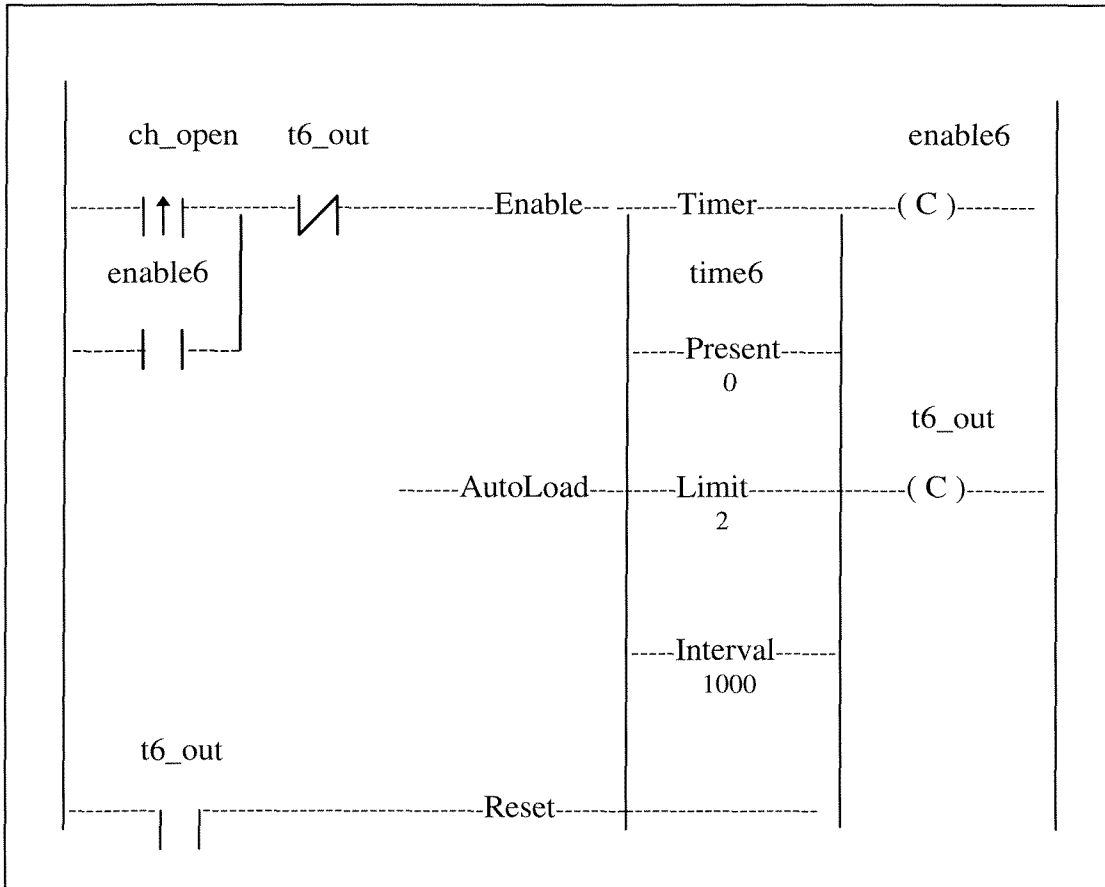 ch_open t6_out enable6
Enable Timer ( C )
enable6 time6
Present
0
t6_out
AutoLoad Limit ( C )
2
Interval
1000
t6_out
Reset